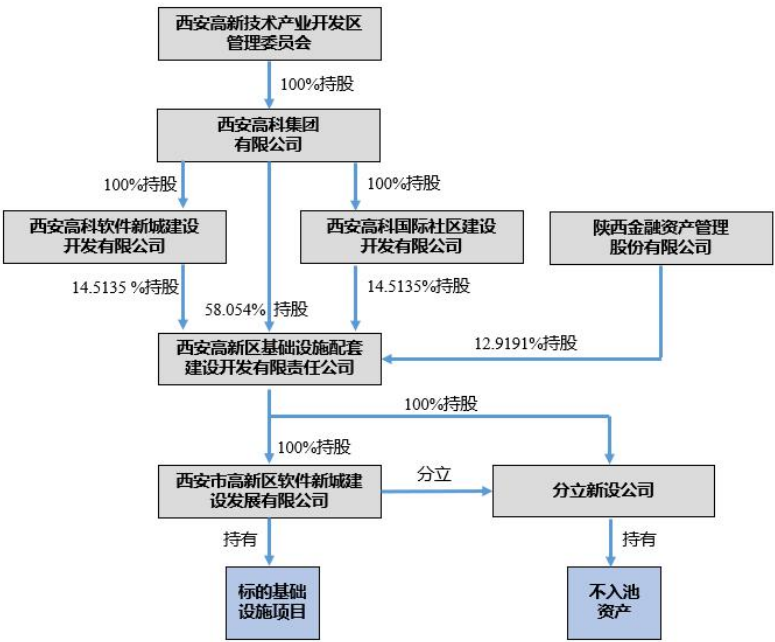 西安高新技术产业开发区
管理委员会
100%持股
西安高科集团
有限公司
100%持股
100%持股
西安高科软件新城建设
开发有限公司
西安高科国际社区建设
开发有限公司
陕西金融资产管理
股份有限公司
14.5135 %持股
58.054% 持股
14.5135%持股
12.9191%持股
西安高新区基础设施配套
建设开发有限责任公司
100%持股
100%持股
西安市高新区软件新城建
设发展有限公司
分立
分立新设公司
持有
持有
标的基础
设施项目
不入池
资产